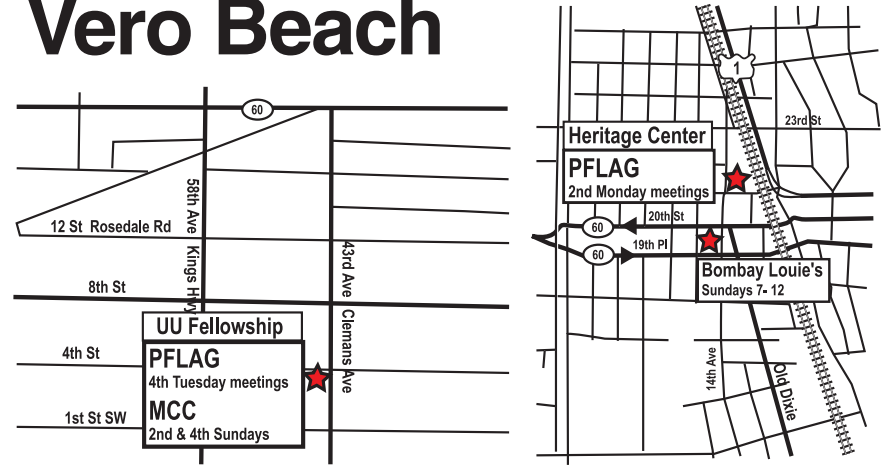 Vero Beach
60
58th Ave Kings Hwy
12 St Rosedale Rd
43rd Ave Clemans Ave
8th St
UU Fellowship
4th St
PFLAG
4th Tuesday meetings
1st St SW
MCC
2nd & 4th Sundays
1
23rd St
Heritage Center
PFLAG
2nd Monday meetings
20th St
60
19th Pl
60
Bombay Louie's
Sundays 7- 12
14th Ave
Old Dixie